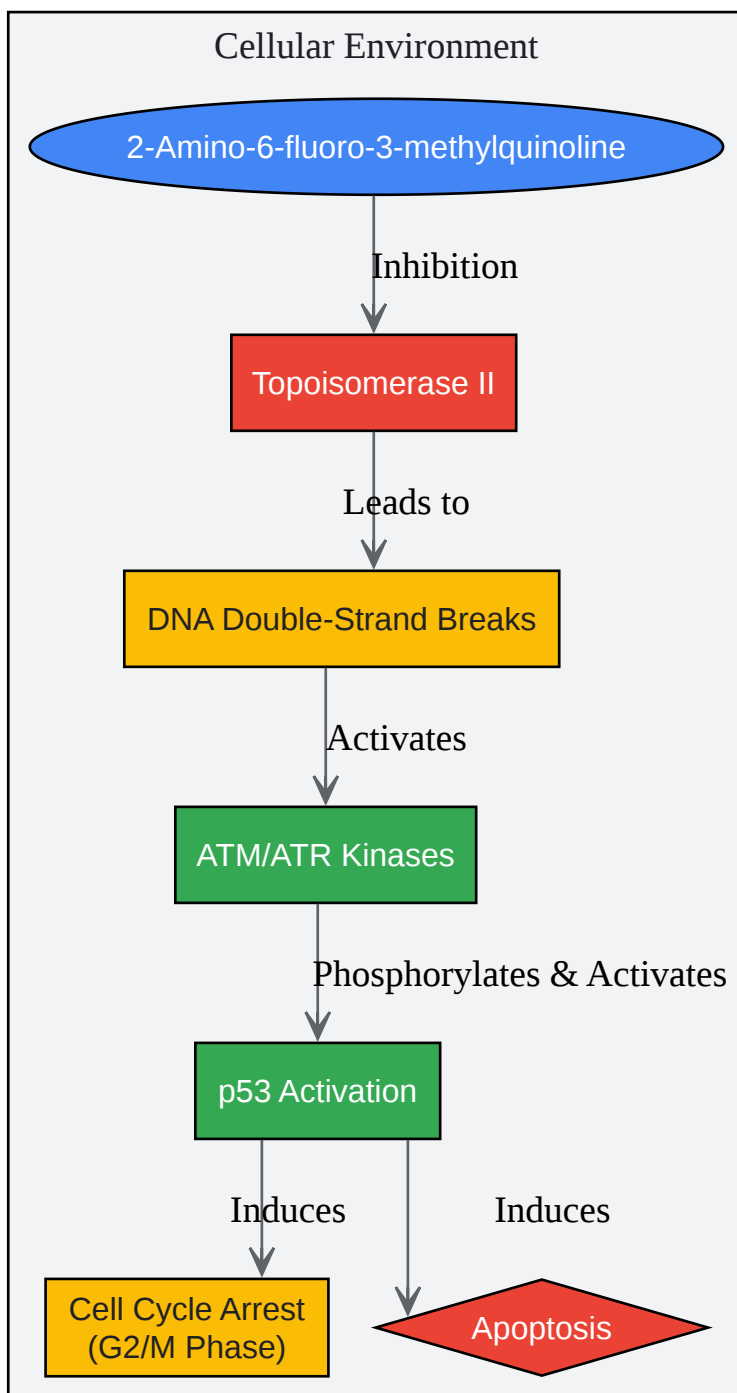 Cellular Environment
2-Amino-6-fluoro-3-methylquinoline
Inhibition
Topoisomerase II
Leads to
DNA Double-Strand Breaks
Activates
ATM/ATR Kinases
Phosphorylates & Activates
p53 Activation
Induces
Induces
Cell Cycle Arrest
(G2/M Phase)
Apoptosis